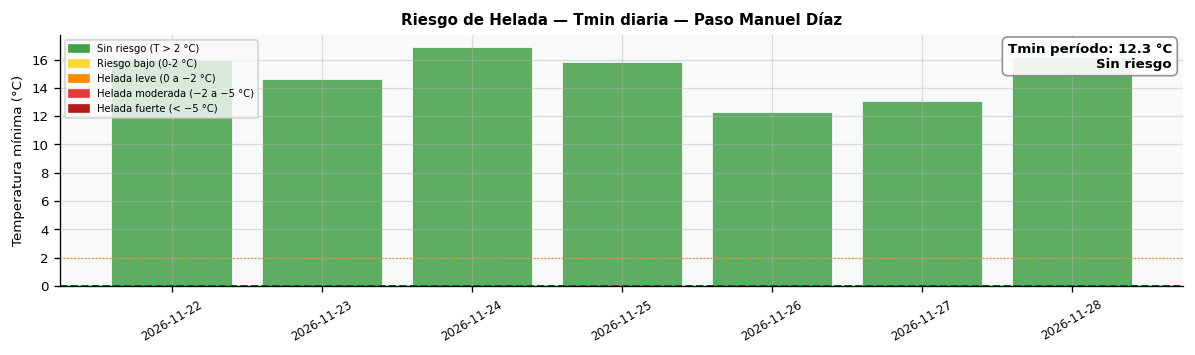 Riesgo de Helada — Tmin diaria — Paso Manuel Díaz
Temperatura mínima (°C)
16
14
12
10
8
6
4
2
0
Sin riesgo (T > 2 °C)
Riesgo bajo (0-2 °C)
Helada leve (0 a −2 °C)
Helada moderada (−2 a −5 °C)
Helada fuerte (< −5 °C)
Tmin período: 12.3 °C
Sin riesgo
2026-11-22
2026-11-23
2026-11-24
2026-11-25
2026-11-26
2026-11-27
2026-11-28